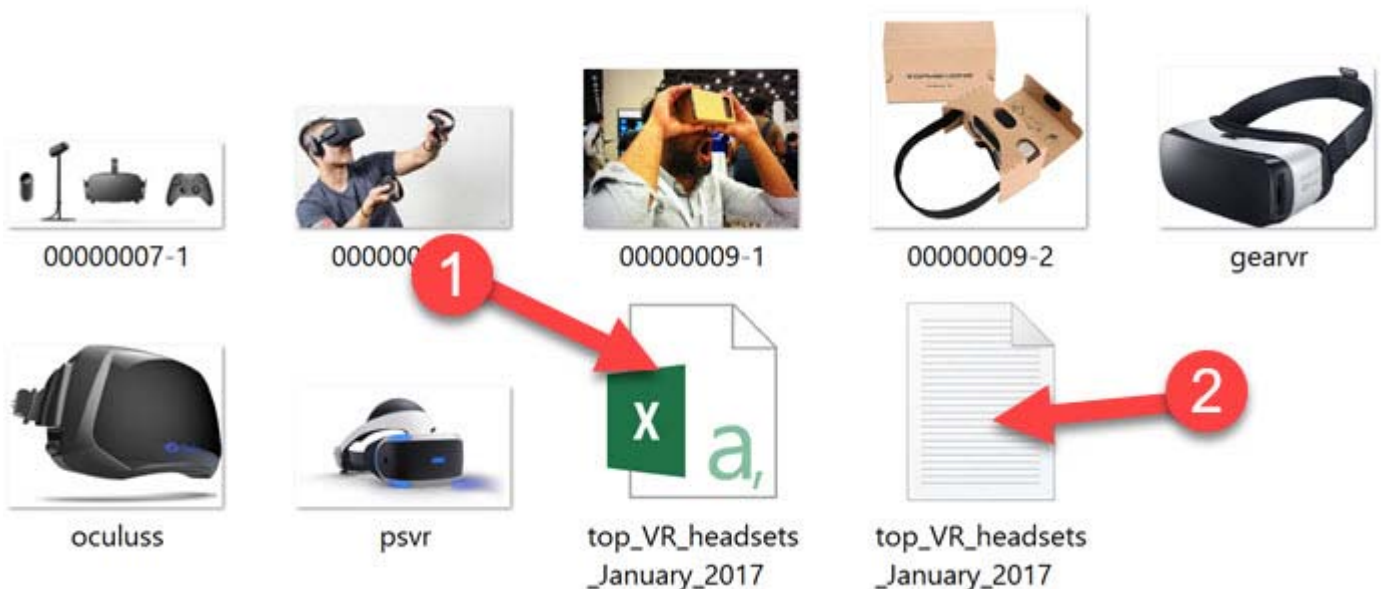 00000007-1
00000009-1
00000009-2
gearvr
1
X
a,
2
oculuss
psvr
top_VR_headsets
_January_2017
top_VR_headsets
_January_2017